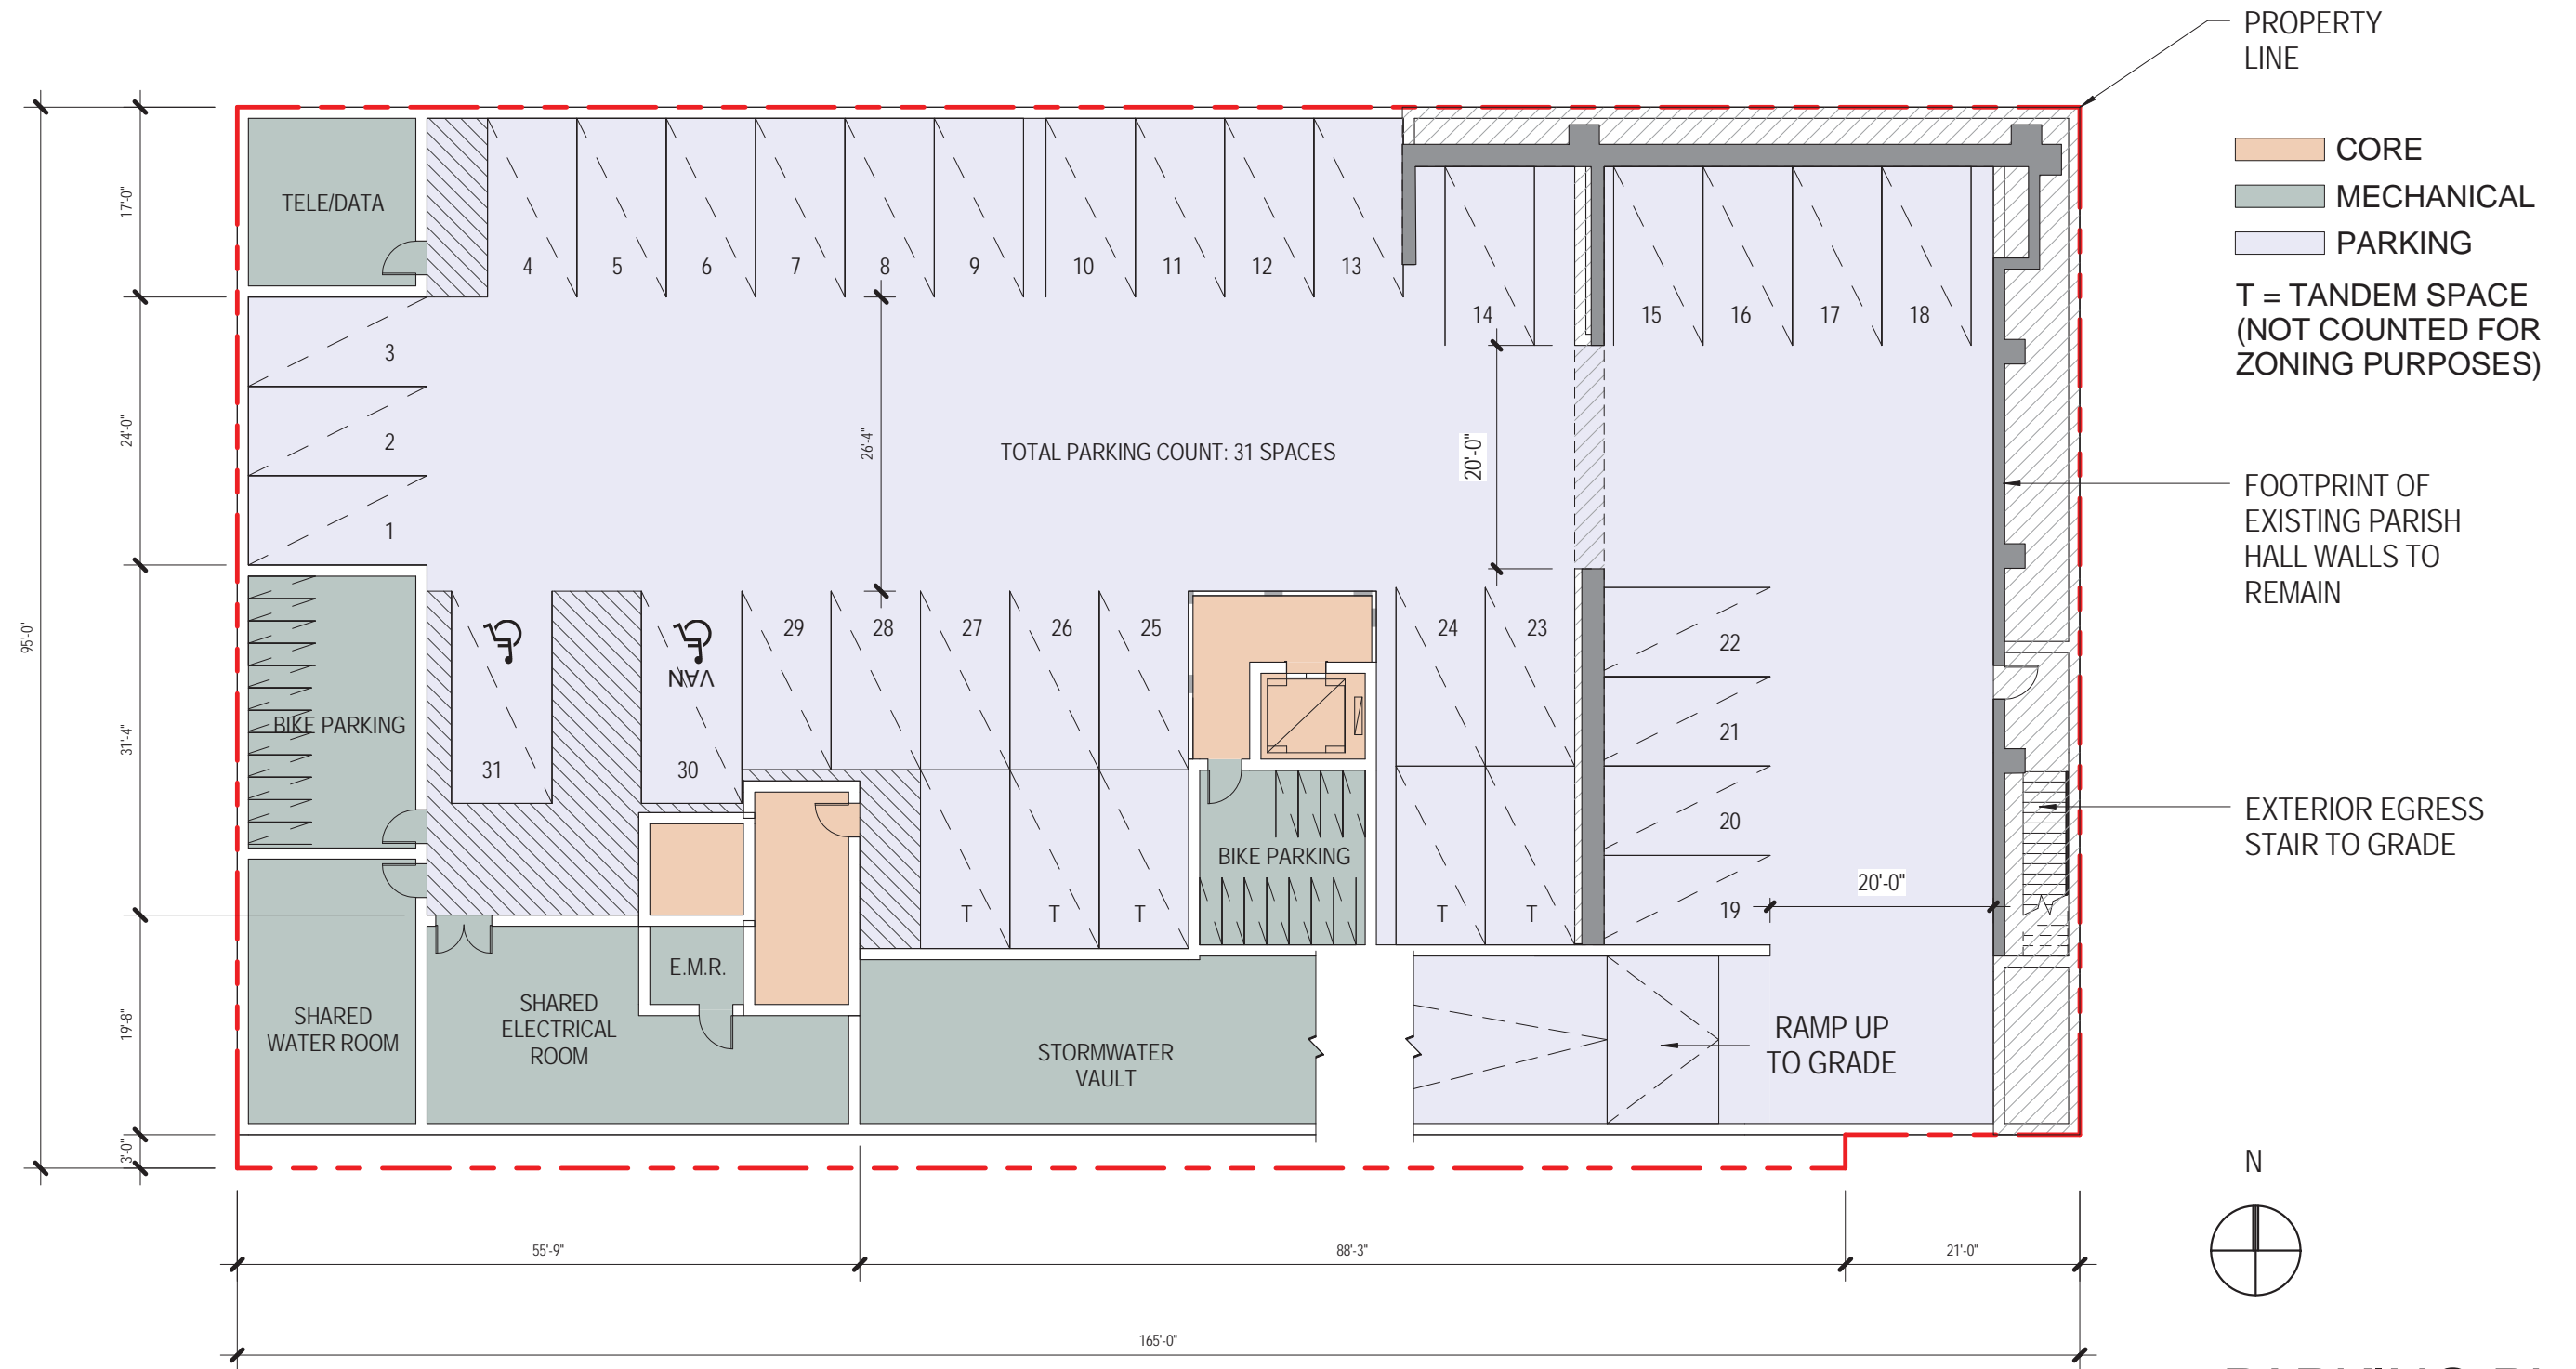 PROPERTY
LINE
CORE
MECHANICAL
PARKING
T = TANDEM SPACE
(NOT COUNTED FOR
ZONING PURPOSES)
FOOTPRINT OF
EXISTING PARISH
HALL WALLS TO
REMAIN
EXTERIOR EGRESS
STAIR TO GRADE
N
TELE/DATA
4
5
6
7
8
9
10
11
12
13
14
15
16
17
18
3
2
1
TOTAL PARKING COUNT: 31 SPACES
26'-4"
20'-0"
29
28
27
26
25
24
23
22
21
20
19
VAN
31
30
BIKE PARKING
BIKE PARKING
T
T
T
T
T
20'-0"
E.M.R.
SHARED
WATER ROOM
SHARED
ELECTRICAL
ROOM
STORMWATER
VAULT
RAMP UP
TO GRADE
95'-0"
17'-0"
24'-0"
31'-4"
19'-8"
3'-0"
55'-9"
88'-3"
21'-0"
165'-0"